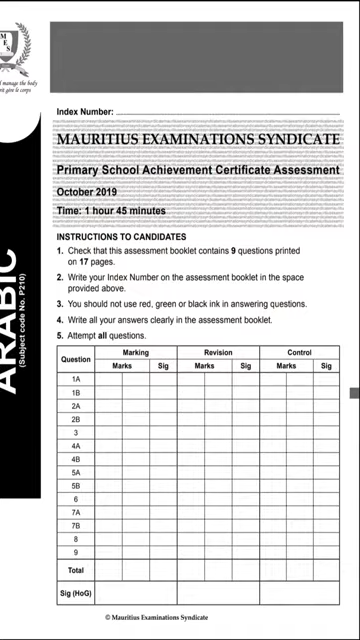 M
E
S
manage the body
Index Number:
MAURITIUS EXAMINATIONS SYNDICATE
Primary School Achievement Certificate Assessment
October 2019
Time: 1 hour 45 minutes
ARABIC
(Subject code No. P210)
INSTRUCTIONS TO CANDIDATES
1. Check that this assessment booklet contains 9 questions printed
on 17 pages.
2. Write your Index Number on the assessment booklet in the space
provided above.
3. You should not use red, green or black ink in answering questions.
4. Write all your answers clearly in the assessment booklet.
5. Attempt all questions.
Question Marking Revision Control
Marks Sig Marks Sig Marks Sig
1A
1B
2A
2B
3
4A
4B
5A
5B
6
7A
7B
8
9
Total
Sig (HoG)
© Mauritius Examinations Syndicate